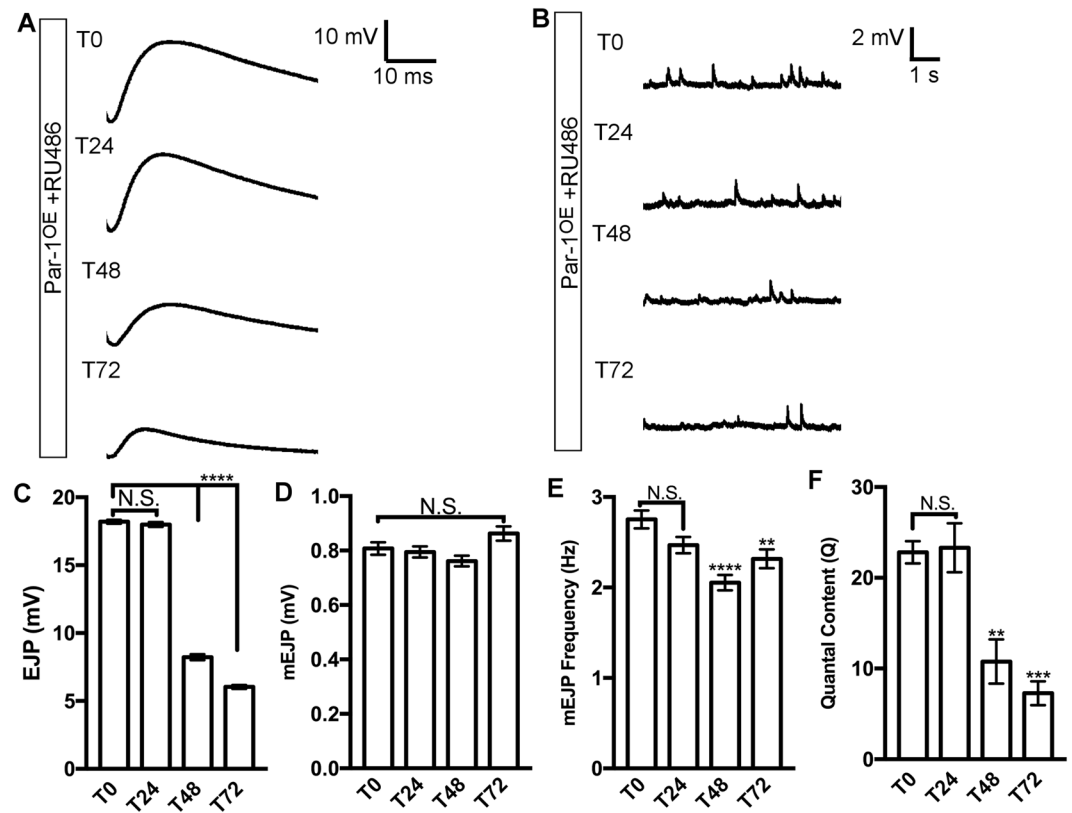 A
Par-1OE +RU486
T0
T24
T48
T72
10 mV
10 ms
B
Par-1OE +RU486
T0
T24
T48
T72
2 mV
1 s
C
EJP (mV)
20
15
10
5
0
N.S.
****
T0
T24
T48
T72
D
mEJP (mV)
1.0
0.8
0.6
0.4
0.2
0.0
N.S.
T0
T24
T48
T72
E
mEJP Frequency (Hz)
3
2
1
0
N.S.
****
**
T0
T24
T48
T72
F
Quantal Content (Q)
30
20
10
0
N.S.
**
***
T0
T24
T48
T72